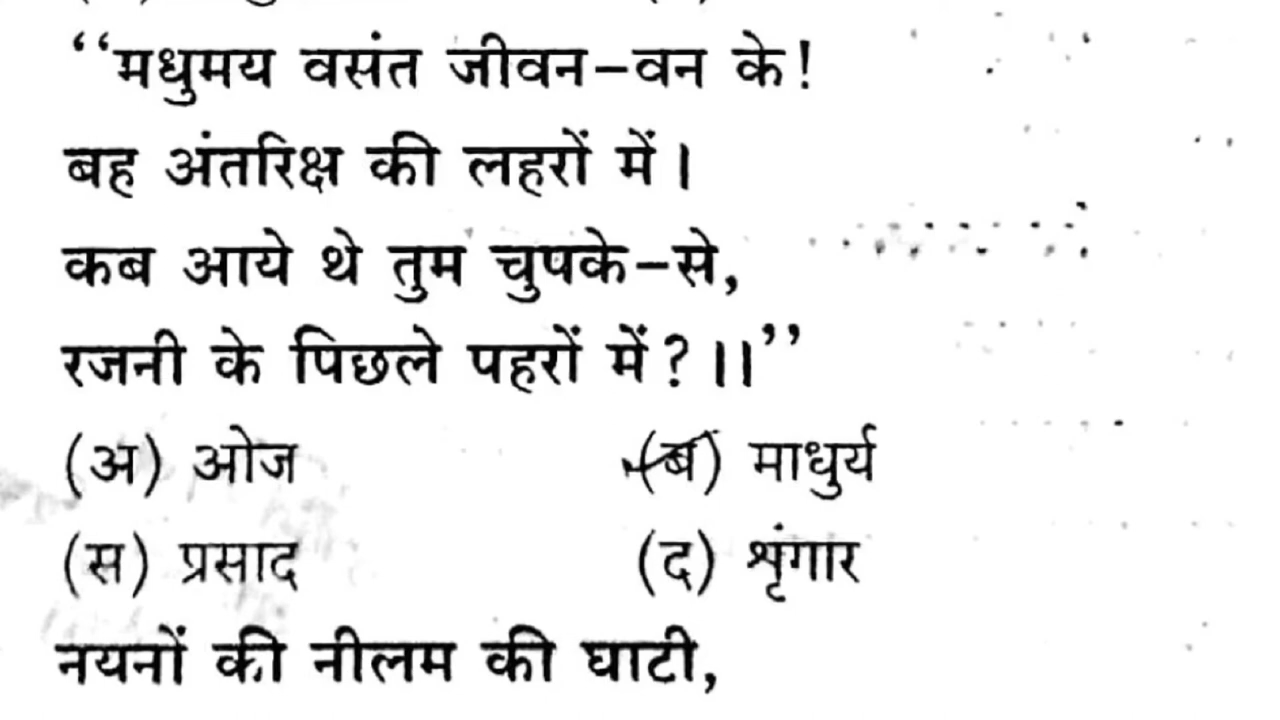 ‘‘मधुमय वसंत जीवन-वन के!
बह अंतरिक्ष की लहरों में।
कब आये थे तुम चुपके-से,
रजनी के पिछले पहरों में?।।’’
(अ) ओज (ब) माधुर्य
(स) प्रसाद (द) शृंगार
नयनों की नीलम की घाटी,